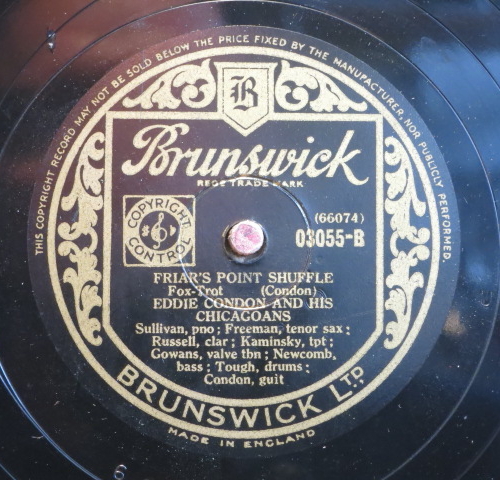 THIS COPYRIGHT RECORD MAY NOT BE SOLD BELOW THE PRICE FIXED BY THE MANUFACTURER, NOR PUBLICLY PERFORMED.
B
Brunswick
REGD TRADE MARK
COPYRIGHT
CONTROL
(66074)
03055-B
FRIAR'S POINT SHUFFLE
Fox-Trot (Condon)
EDDIE CONDON AND HIS
CHICAGOANS
Sullivan, pno; Freeman, tenor sax;
Russell, clar; Kaminsky, tpt;
Gowans, valve tbn; Newcomb,
bass; Tough, drums;
Condon, guit
BRUNSWICK LTD.
MADE IN ENGLAND
6